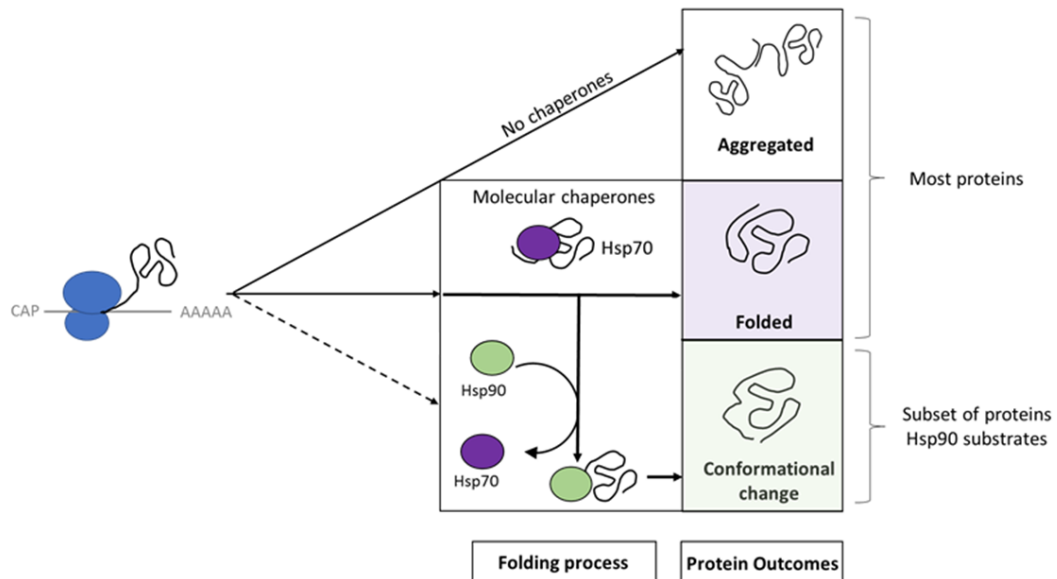 No chaperones
Aggregated
Most proteins
Molecular chaperones
Hsp70
Folded
CAP
AAAAA
Hsp90
Hsp70
Conformational
change
Subset of proteins
Hsp90 substrates
Folding process
Protein Outcomes